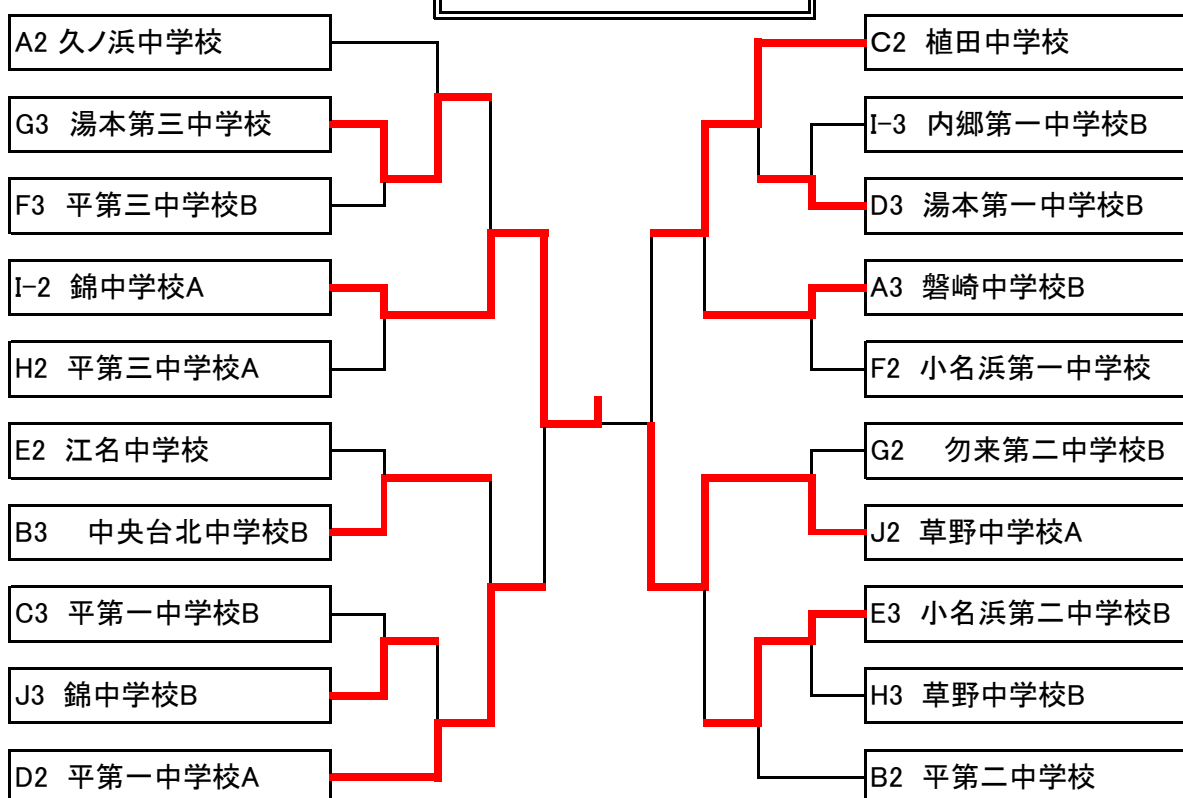 A2 久ノ浜中学校
G3 湯本第三中学校
F3 平第三中学校B
I-2 錦中学校A
H2 平第三中学校A
E2 江名中学校
B3 中央台北中学校B
C3 平第一中学校B
J3 錦中学校B
D2 平第一中学校A
C2 植田中学校
I-3 内郷第一中学校B
D3 湯本第一中学校B
A3 磐崎中学校B
F2 小名浜第一中学校
G2 勿来第二中学校B
J2 草野中学校A
E3 小名浜第二中学校B
H3 草野中学校B
B2 平第二中学校